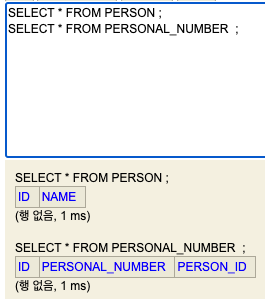 SELECT * FROM PERSON ;
SELECT * FROM PERSONAL_NUMBER  ;
SELECT * FROM PERSON ;
ID NAME
(행 없음, 1 ms)
SELECT * FROM PERSONAL_NUMBER  ;
ID PERSONAL_NUMBER PERSON_ID
(행 없음, 1 ms)